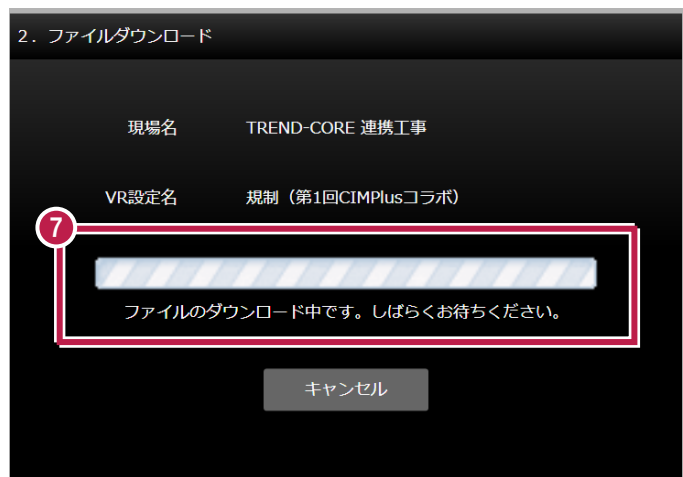 2．ファイルダウンロード
現場名 TREND-CORE 連携工事
VR設定名 規制（第1回CIMPlusコラボ）
7
ファイルのダウンロード中です。しばらくお待ちください。
キャンセル